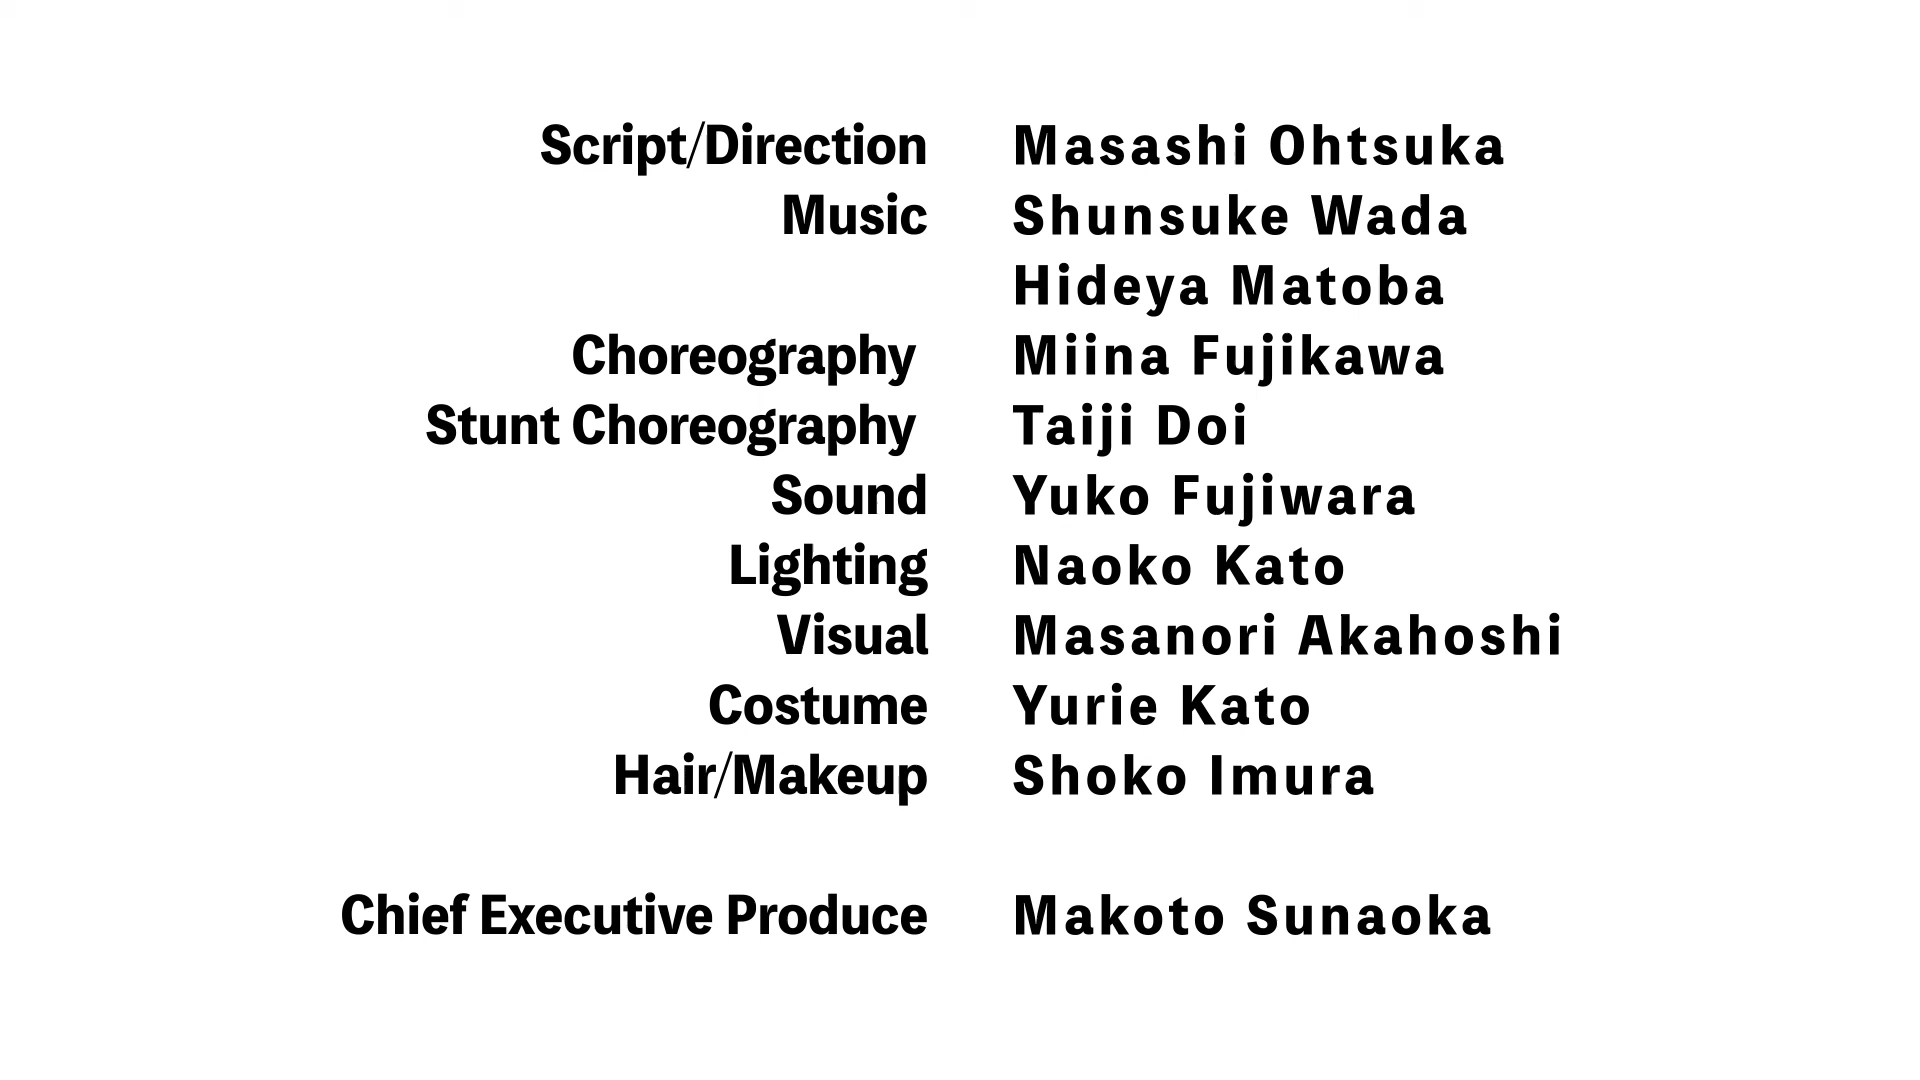 Script/Direction Masashi Ohtsuka
Music Shunsuke Wada
Hideya Matoba
Choreography Miina Fujikawa
Stunt Choreography Taiji Doi
Sound Yuko Fujiwara
Lighting Naoko Kato
Visual Masanori Akahoshi
Costume Yurie Kato
Hair/Makeup Shoko Imura
Chief Executive Produce Makoto Sunaoka